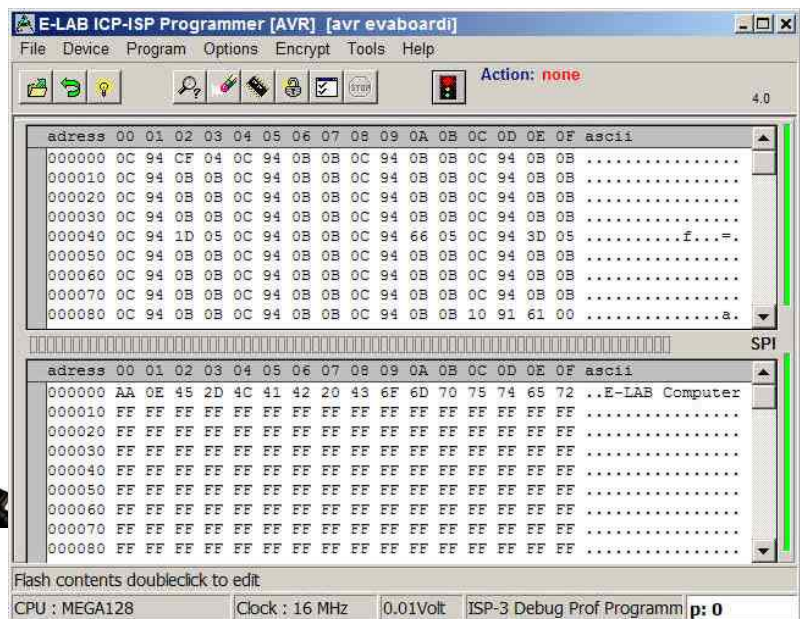 E-LAB ICP-ISP Programmer [AVR] [avr evaboardi]
File Device Program Options Encrypt Tools Help
STOP
Action: none
4.0
adress 00 01 02 03 04 05 06 07 08 09 0A 0B 0C 0D 0E 0F ascii
000000 0C 94 CF 04 0C 94 0B 0B 0C 94 0B 0B 0C 94 0B 0B ................
000010 0C 94 0B 0B 0C 94 0B 0B 0C 94 0B 0B 0C 94 0B 0B ................
000020 0C 94 0B 0B 0C 94 0B 0B 0C 94 0B 0B 0C 94 0B 0B ................
000030 0C 94 0B 0B 0C 94 0B 0B 0C 94 0B 0B 0C 94 0B 0B ................
000040 0C 94 1D 05 0C 94 0B 0B 0C 94 66 05 0C 94 3D 05 ..........f...=.
000050 0C 94 0B 0B 0C 94 0B 0B 0C 94 0B 0B 0C 94 0B 0B ................
000060 0C 94 0B 0B 0C 94 0B 0B 0C 94 0B 0B 0C 94 0B 0B ................
000070 0C 94 0B 0B 0C 94 0B 0B 0C 94 0B 0B 0C 94 0B 0B ................
000080 0C 94 0B 0B 0C 94 0B 0B 0C 94 0B 0B 10 91 61 00 ..............a.
SPI
adress 00 01 02 03 04 05 06 07 08 09 0A 0B 0C 0D 0E 0F ascii
000000 AA 0E 45 2D 4C 41 42 20 43 6F 6D 70 75 74 65 72 ..E-LAB Computer
000010 FF FF FF FF FF FF FF FF FF FF FF FF FF FF FF FF ................
000020 FF FF FF FF FF FF FF FF FF FF FF FF FF FF FF FF ................
000030 FF FF FF FF FF FF FF FF FF FF FF FF FF FF FF FF ................
000040 FF FF FF FF FF FF FF FF FF FF FF FF FF FF FF FF ................
000050 FF FF FF FF FF FF FF FF FF FF FF FF FF FF FF FF ................
000060 FF FF FF FF FF FF FF FF FF FF FF FF FF FF FF FF ................
000070 FF FF FF FF FF FF FF FF FF FF FF FF FF FF FF FF ................
000080 FF FF FF FF FF FF FF FF FF FF FF FF FF FF FF FF ................
Flash contents doubleclick to edit
CPU : MEGA128 Clock : 16 MHz 0.01Volt ISP-3 Debug Prof Programm p: 0